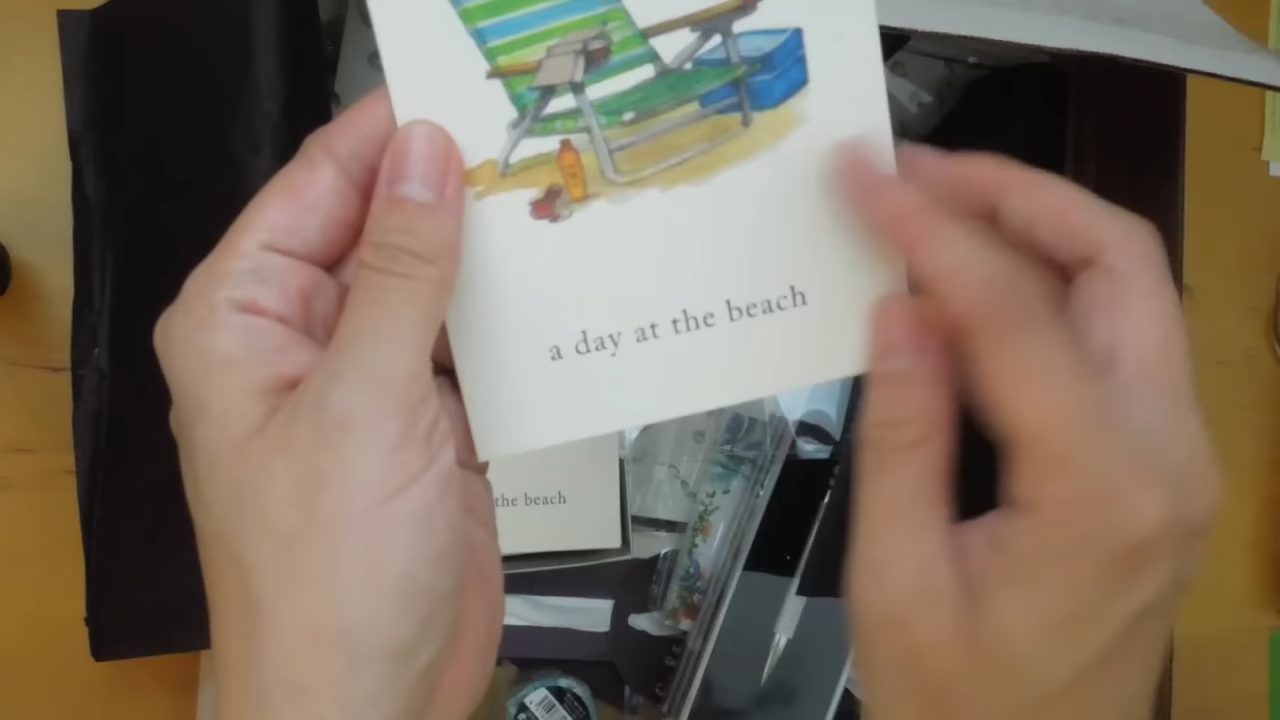 a day at the beach
the beach